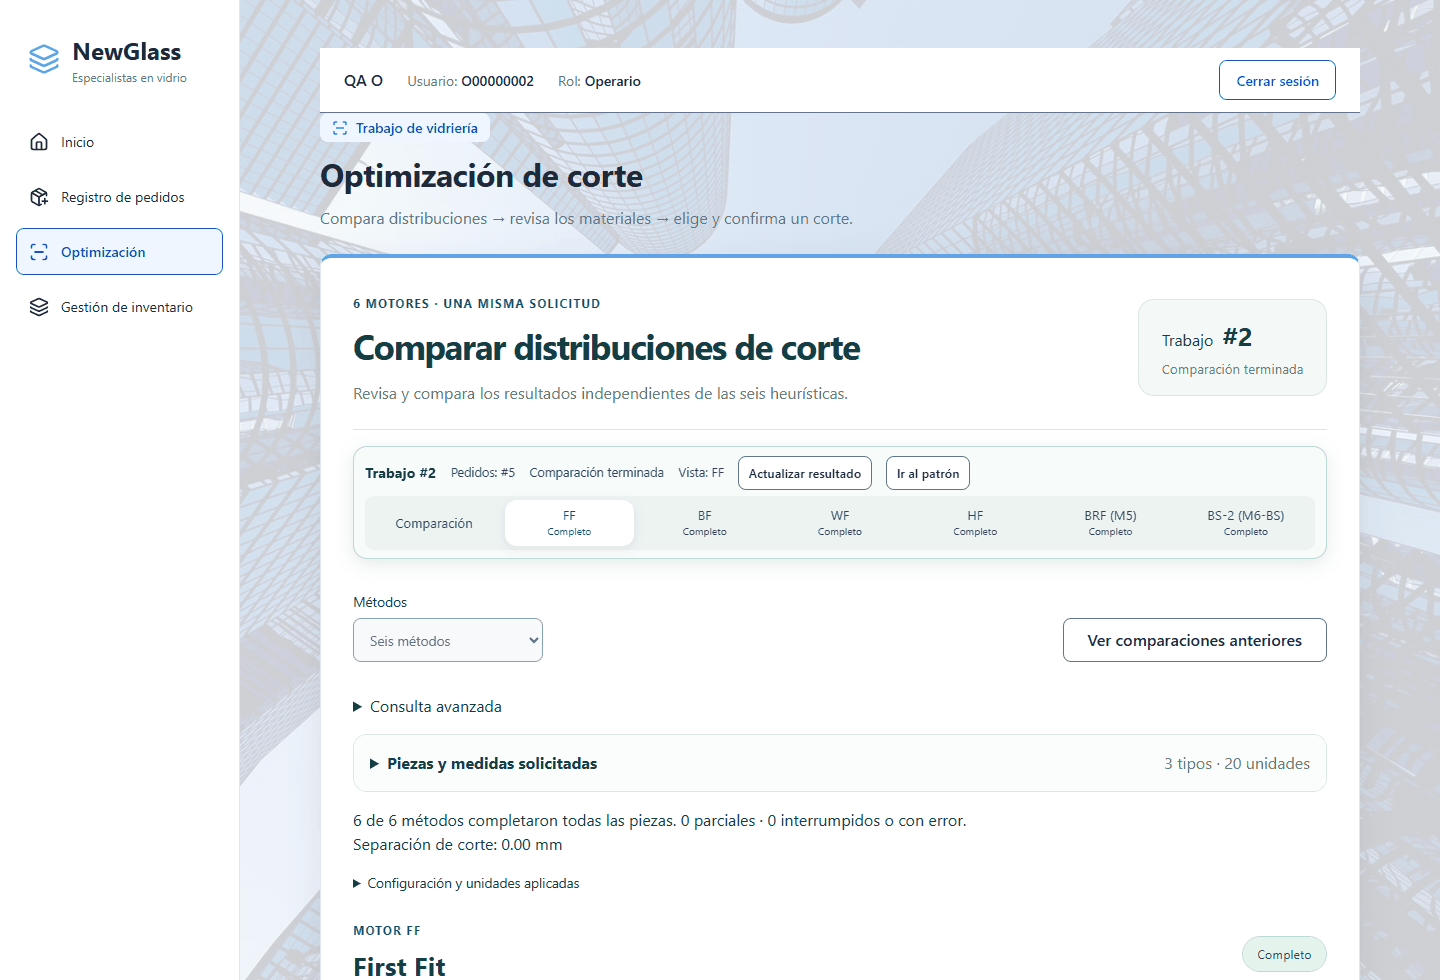 NewGlass
Especialistas en vidrio
Inicio
Registro de pedidos
Optimización
Gestión de inventario
QA O
Usuario: O00000002
Rol: Operario
Cerrar sesión
Trabajo de vidriería
Optimización de corte
Compara distribuciones → revisa los materiales → elige y confirma un corte.
6 MOTORES · UNA MISMA SOLICITUD
Comparar distribuciones de corte
Revisa y compara los resultados independientes de las seis heurísticas.
Trabajo #2
Comparación terminada
Trabajo #2
Pedidos: #5
Comparación terminada
Vista: FF
Actualizar resultado
Ir al patrón
Comparación
FF
Completo
BF
Completo
WF
Completo
HF
Completo
BRF (M5)
Completo
BS-2 (M6-BS)
Completo
Métodos
Seis métodos
Ver comparaciones anteriores
Consulta avanzada
Piezas y medidas solicitadas
3 tipos · 20 unidades
6 de 6 métodos completaron todas las piezas. 0 parciales · 0 interrumpidos o con error.
Separación de corte: 0.00 mm
Configuración y unidades aplicadas
MOTOR FF
First Fit
Completo